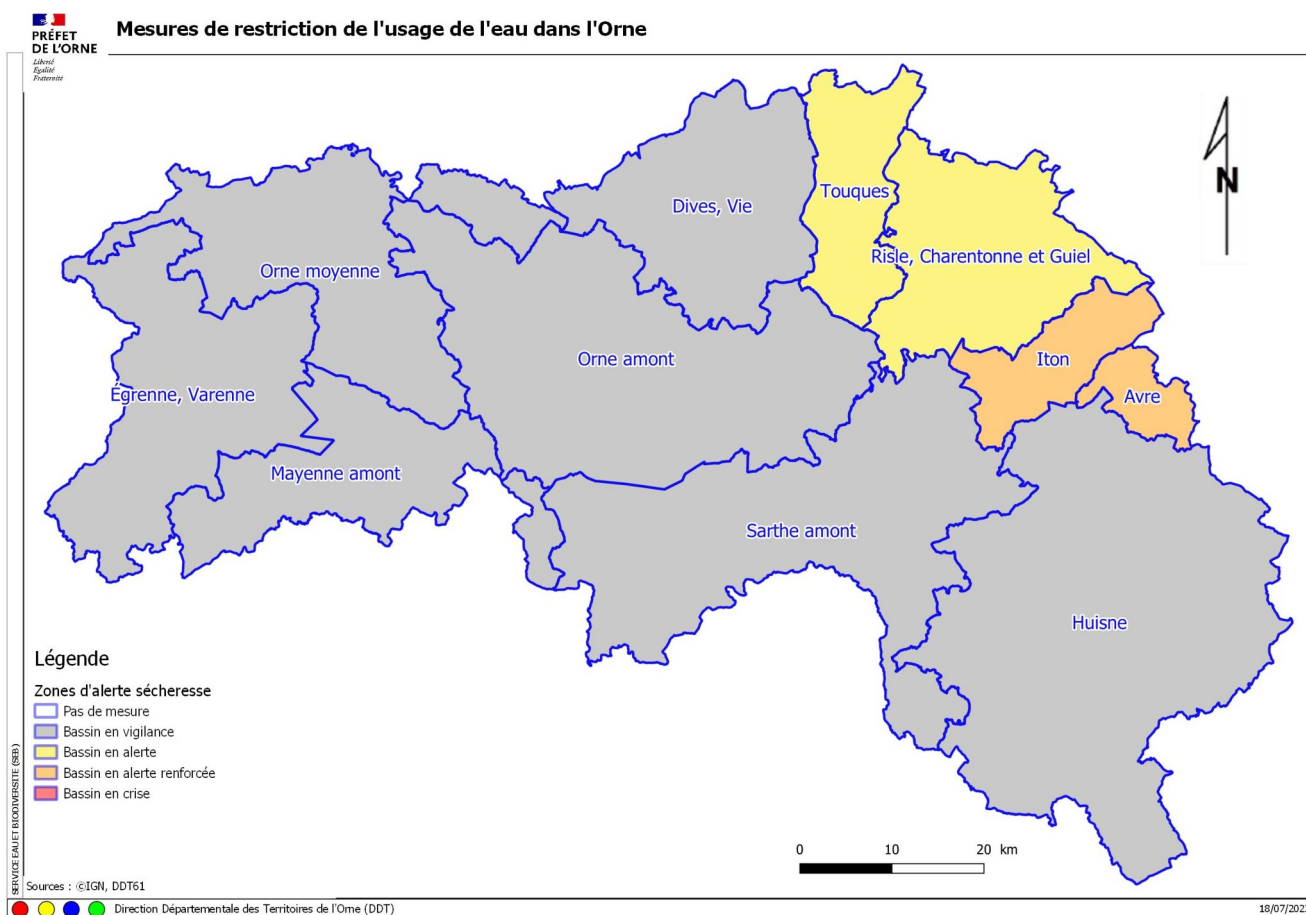 PRÉFET
DE L'ORNE
Liberté
Égalité
Fraternité
Mesures de restriction de l'usage de l'eau dans l'Orne
N
Dives, Vie
Touques
Orne moyenne
Risle, Charentonne et Guiel
Orne amont
Iton
Égrenne, Varenne
Avre
Mayenne amont
Sarthe amont
Huisne
Légende
Zones d'alerte sécheresse
Pas de mesure
Bassin en vigilance
Bassin en alerte
Bassin en alerte renforcée
Bassin en crise
0 10 20 km
SERVICE EAU ET BIODIVERSITE (SEB)
Sources : ©IGN, DDT61
Direction Départementale des Territoires de l'Orne (DDT)